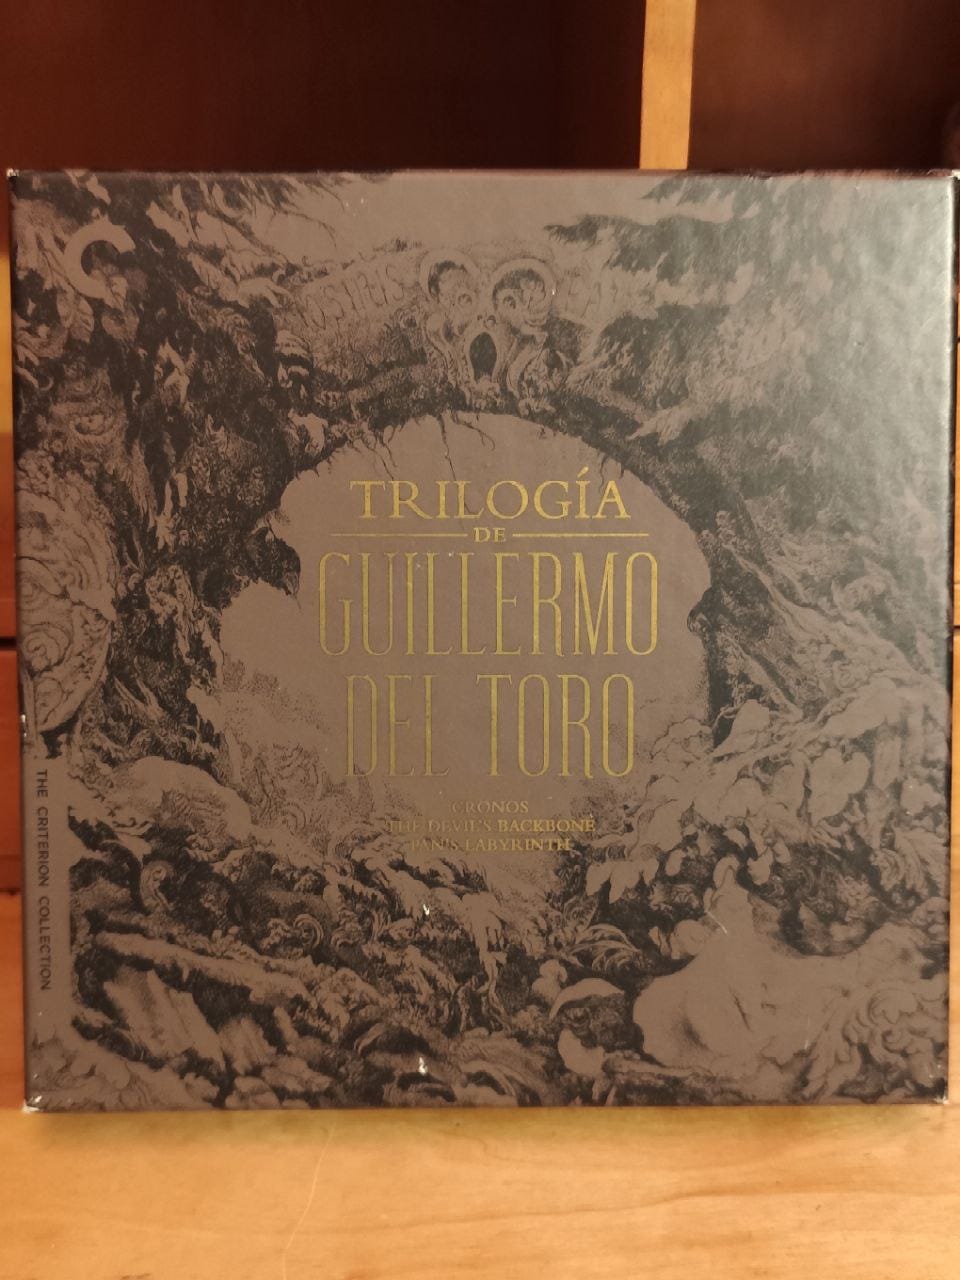 TRILOGÍA
DE
GUILLERMO
DEL TORO
CRONOS
THE DEVIL'S BACKBONE
PAN'S LABYRINTH
THE CRITERION COLLECTION